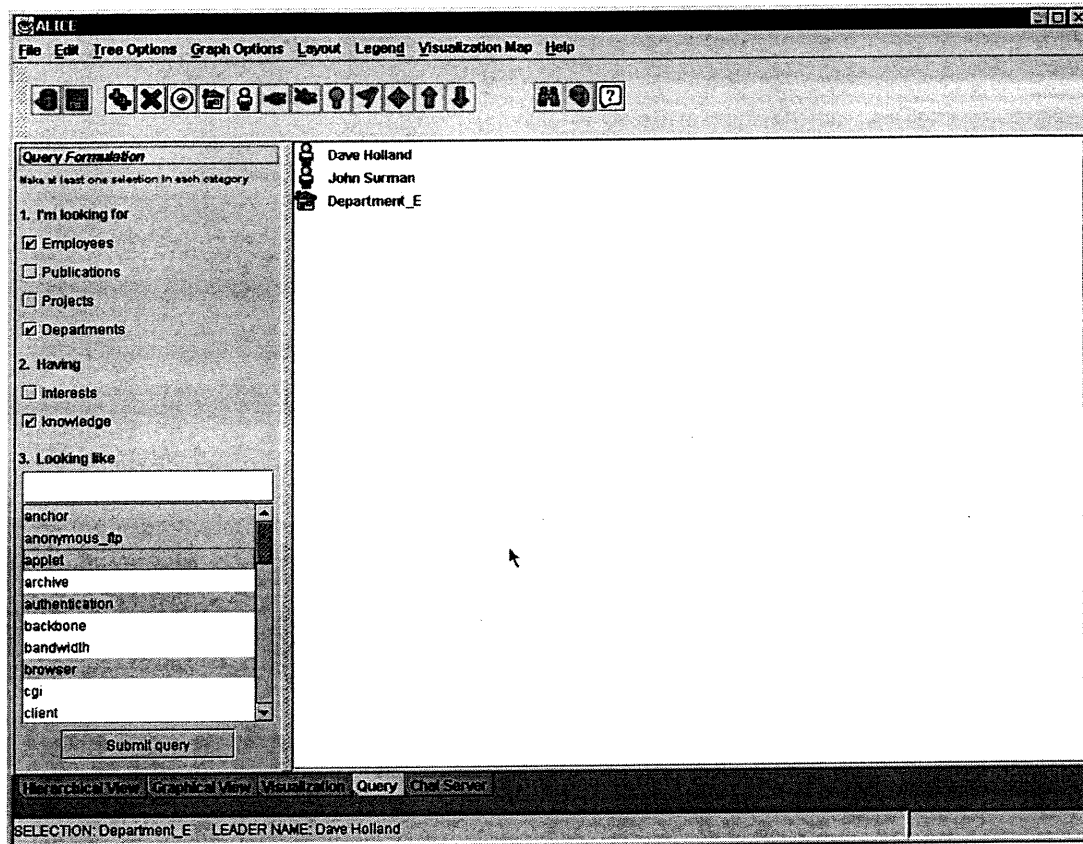 ALICE
File Edit Tree Options Graph Options Layout Legend Visualization Map Help
?
Query Formulation
Make at least one selection in each category
1. I'm looking for
Employees
Publications
Projects
Departments
2. Having
interests
knowledge
3. Looking like
anchor
anonymous_ftp
applet
archive
authentication
backbone
bandwidth
browser
cgi
client
Submit query
Dave Holland
John Surman
Department_E
Hierarchical View Graphical View Visualization Query Chat Server
SELECTION: Department_E LEADER NAME: Dave Holland